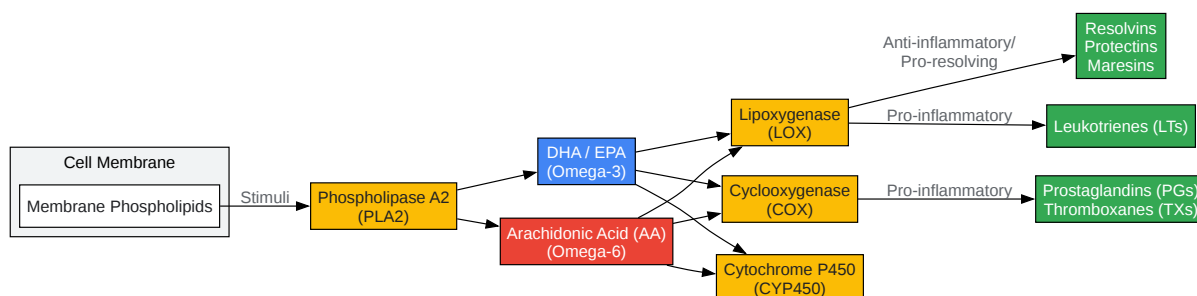 Cell Membrane
Membrane Phospholipids
Stimuli
Phospholipase A2
(PLA2)
DHA / EPA
(Omega-3)
Arachidonic Acid (AA)
(Omega-6)
Lipoxygenase
(LOX)
Cyclooxygenase
(COX)
Cytochrome P450
(CYP450)
Anti-inflammatory/
Pro-resolving
Pro-inflammatory
Pro-inflammatory
Resolvins
Protectins
Maresins
Leukotrienes (LTs)
Prostaglandins (PGs)
Thromboxanes (TXs)